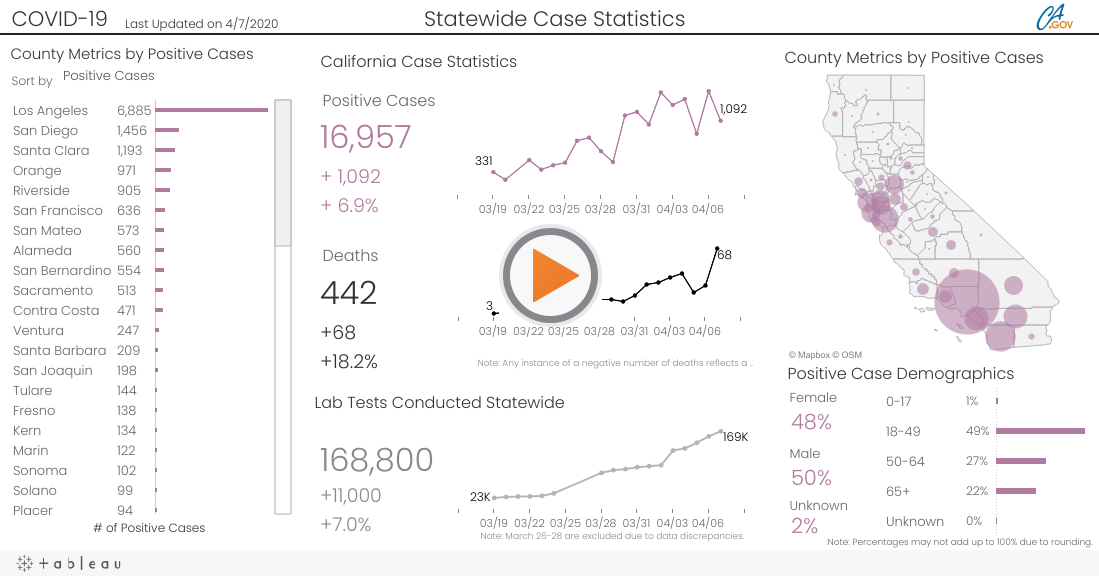 COVID-19 Last Updated on 4/7/2020
Statewide Case Statistics
CA.GOV
County Metrics by Positive Cases
Sort by Positive Cases
Los Angeles 6,885
San Diego 1,456
Santa Clara 1,193
Orange 971
Riverside 905
San Francisco 636
San Mateo 573
Alameda 560
San Bernardino 554
Sacramento 513
Contra Costa 471
Ventura 247
Santa Barbara 209
San Joaquin 198
Tulare 144
Fresno 138
Kern 134
Marin 122
Sonoma 102
Solano 99
Placer 94
# of Positive Cases
California Case Statistics
Positive Cases
16,957
+ 1,092
+ 6.9%
331
1,092
03/19 03/22 03/25 03/28 03/31 04/03 04/06
Deaths
442
+68
+18.2%
3
68
03/19 03/22 03/25 03/28 03/31 04/03 04/06
Note: Any instance of a negative number of deaths reflects a ..
Lab Tests Conducted Statewide
168,800
+11,000
+7.0%
23K
169K
03/19 03/22 03/25 03/28 03/31 04/03 04/06
Note: March 26-28 are excluded due to data discrepancies.
County Metrics by Positive Cases
© Mapbox © OSM
Positive Case Demographics
Female
48%
Male
50%
Unknown
2%
0-17 1%
18-49 49%
50-64 27%
65+ 22%
Unknown 0%
Note: Percentages may not add up to 100% due to rounding.
+ableau